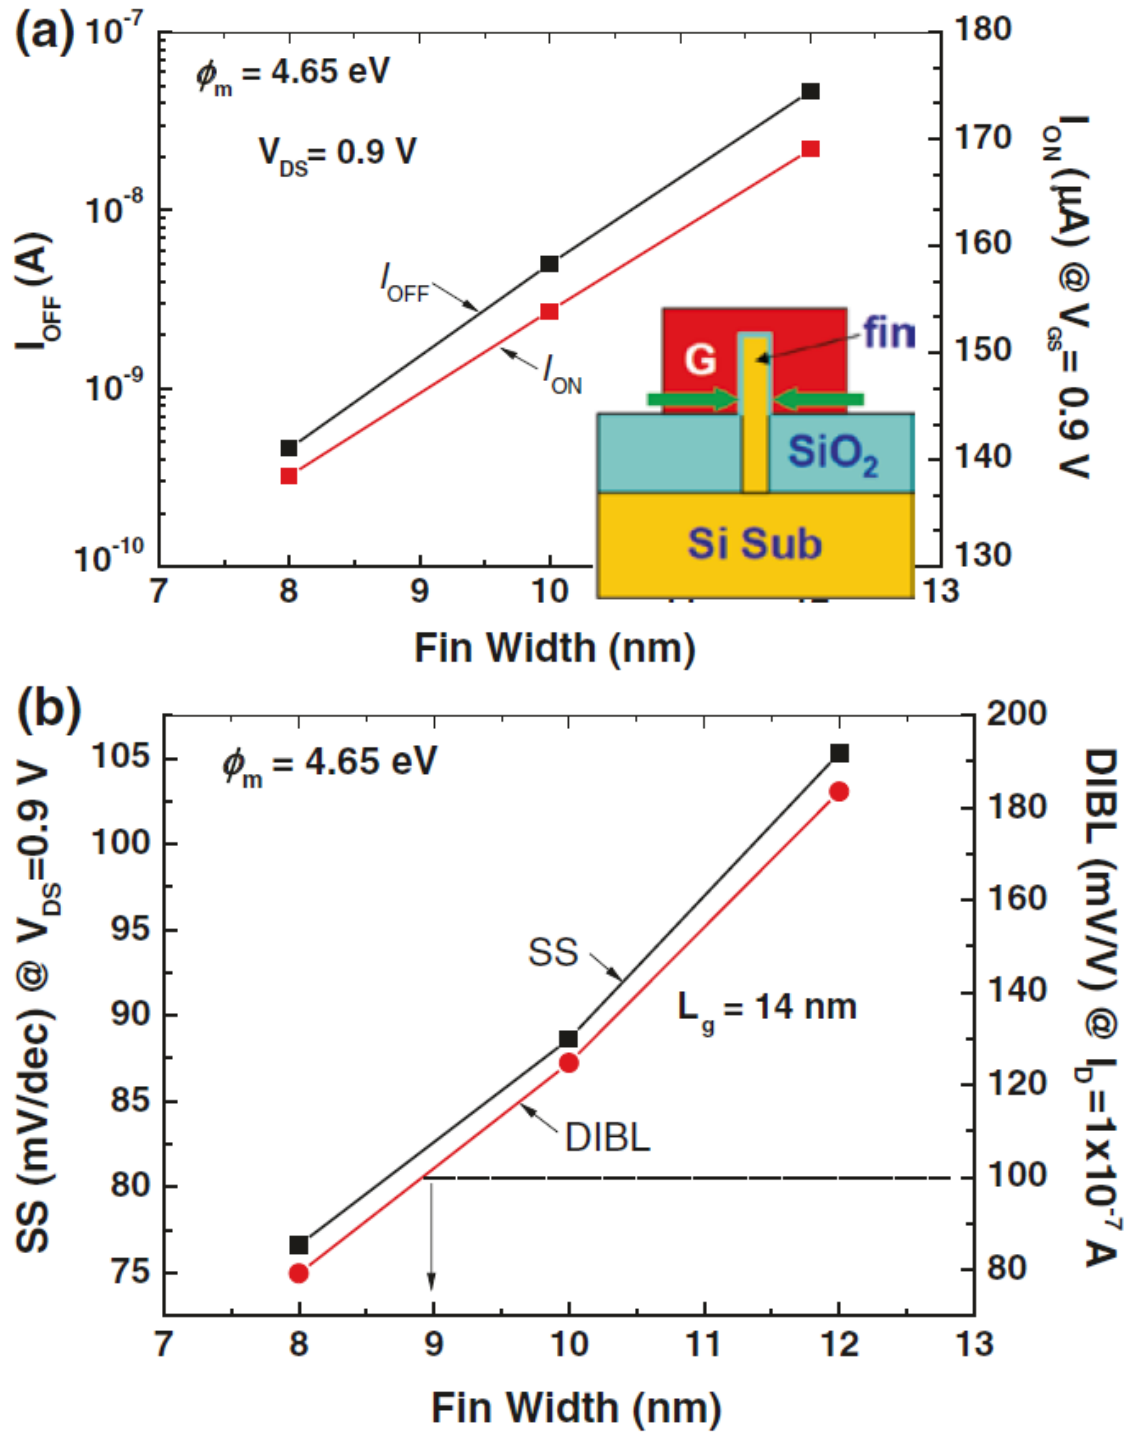 (a)
10-7
10-8
10-9
10-10
IOFF (A)
ϕm = 4.65 eV
VDS= 0.9 V
IOFF
ION
180
170
160
150
140
130
ION (μA) @ VGS= 0.9 V
G
fin
SiO2
Si Sub
7 8 9 10 11 12 13
Fin Width (nm)
(b)
105
100
95
90
85
80
75
SS (mV/dec) @ VDS=0.9 V
ϕm = 4.65 eV
SS
Lg = 14 nm
DIBL
200
180
160
140
120
100
80
DIBL (mV/V) @ ID=1x10-7 A
7 8 9 10 11 12 13
Fin Width (nm)